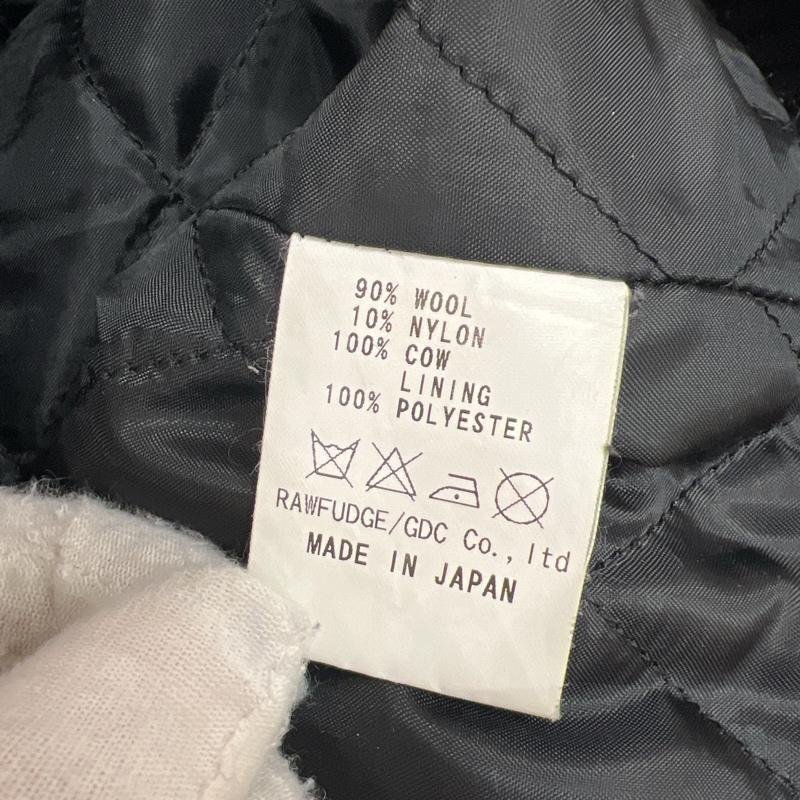 90% WOOL
10% NYLON
100% COW
LINING
100% POLYESTER
RAWFUDGE/GDC Co.,ltd
MADE IN JAPAN